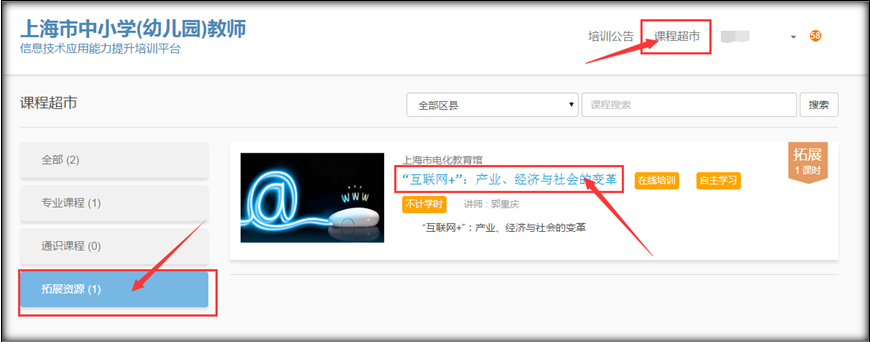 上海市中小学(幼儿园)教师
信息技术应用能力提升培训平台
培训公告 课程超市 58
课程超市
全部区县 课程搜索 搜索
全部 (2)
专业课程 (1)
通识课程 (0)
拓展资源 (1)
WWW
上海市电化教育馆
“互联网+”：产业、经济与社会的变革 在线培训 自主学习
不计学时 讲师：郭重庆
“互联网+”：产业、经济与社会的变革
拓展
1 课时